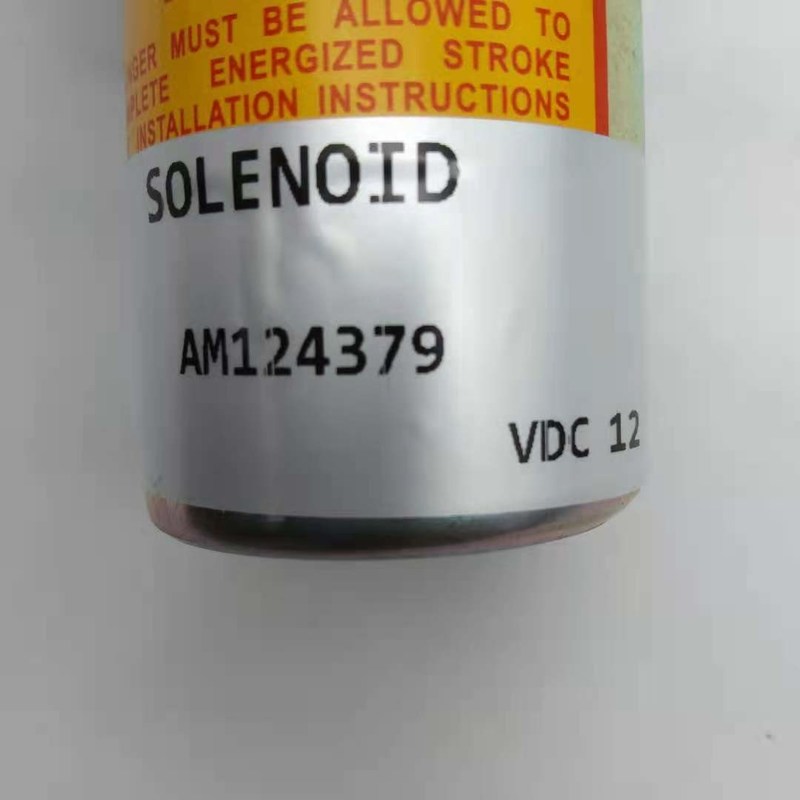 MUST BE ALLOWED TO
ENERGIZED STROKE
INSTALLATION INSTRUCTIONS
SOLENOID
AM124379
VDC 12